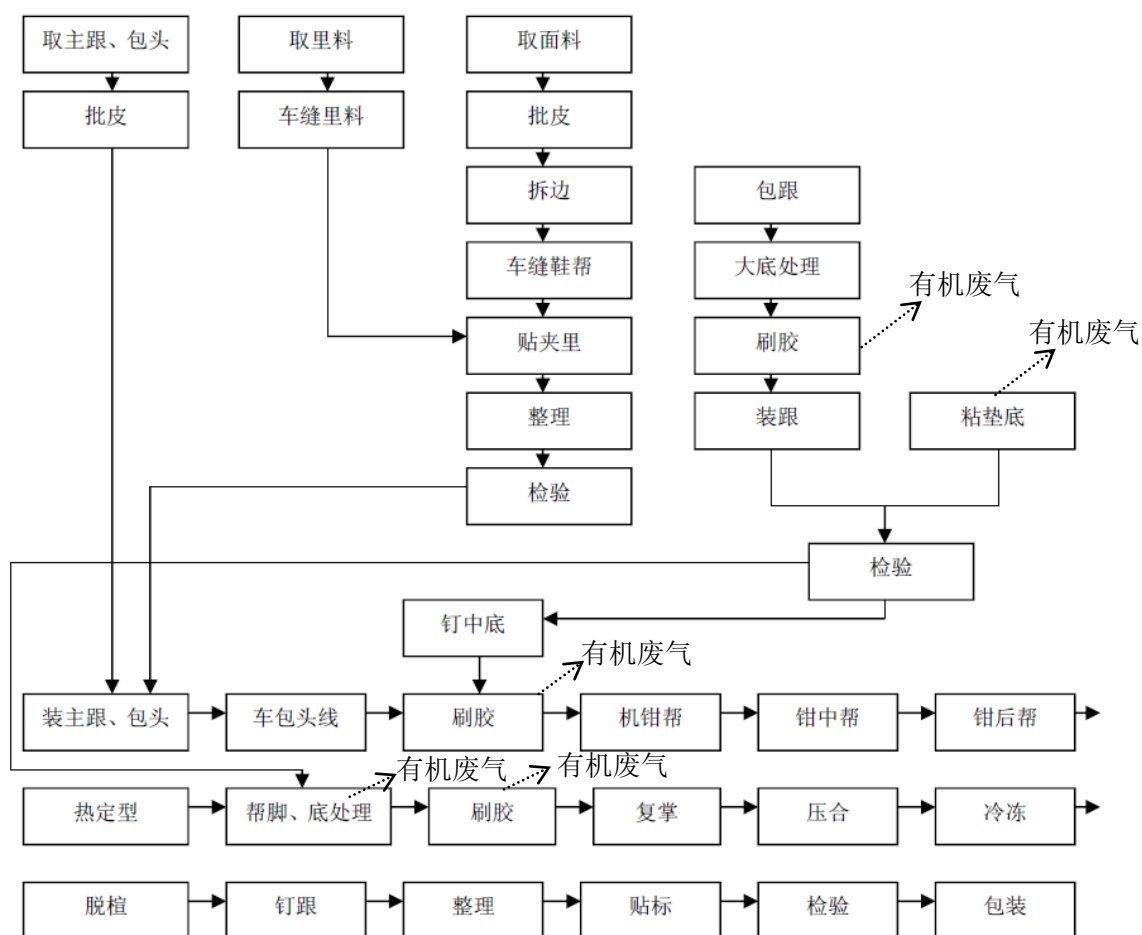 取主跟、包头
取里料
取面料
批皮
车缝里料
批皮
拆边
包跟
车缝鞋帮
大底处理
有机废气
贴夹里
刷胶
有机废气
整理
装跟
粘垫底
检验
检验
钉中底
有机废气
装主跟、包头
车包头线
刷胶
机钳帮
钳中帮
钳后帮
有机废气
有机废气
热定型
帮脚、底处理
刷胶
复掌
压合
冷冻
脱楦
钉跟
整理
贴标
检验
包装